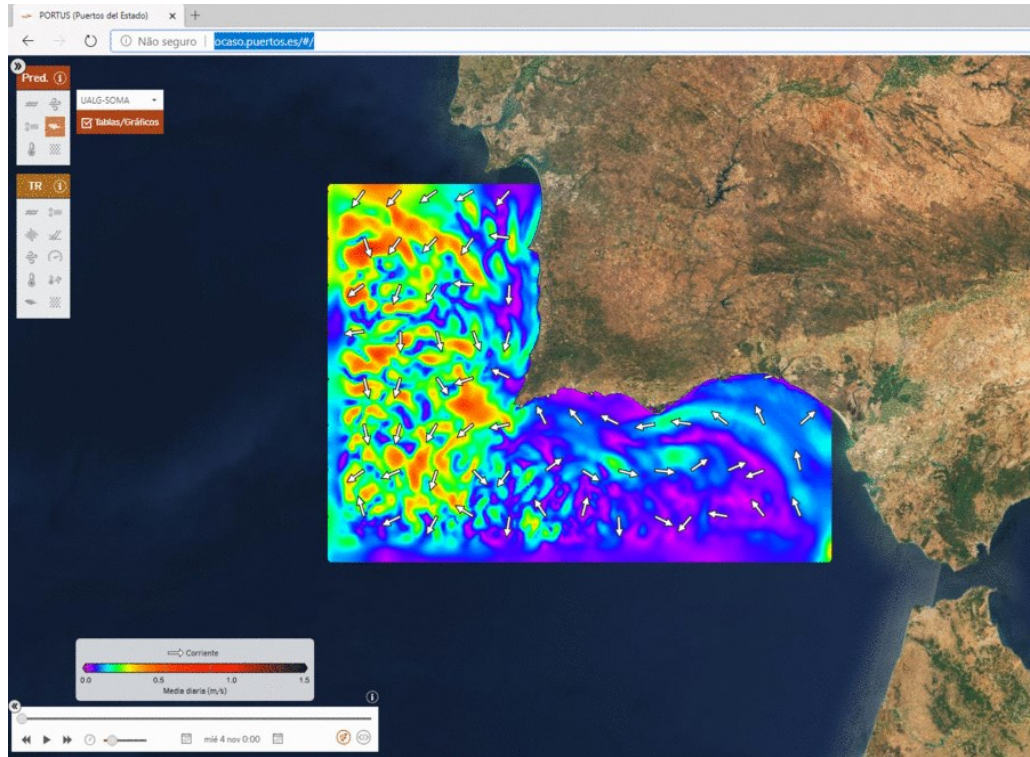 PORTUS (Puertos del Estado)
Não seguro | ocaso.puertos.es/#/
Pred.
UALG-SOMA
Tablas/Gráficos
TR
Corriente
0.0 0.5 1.0 1.5
Media diaria (m/s)
mié 4 nov 0:00